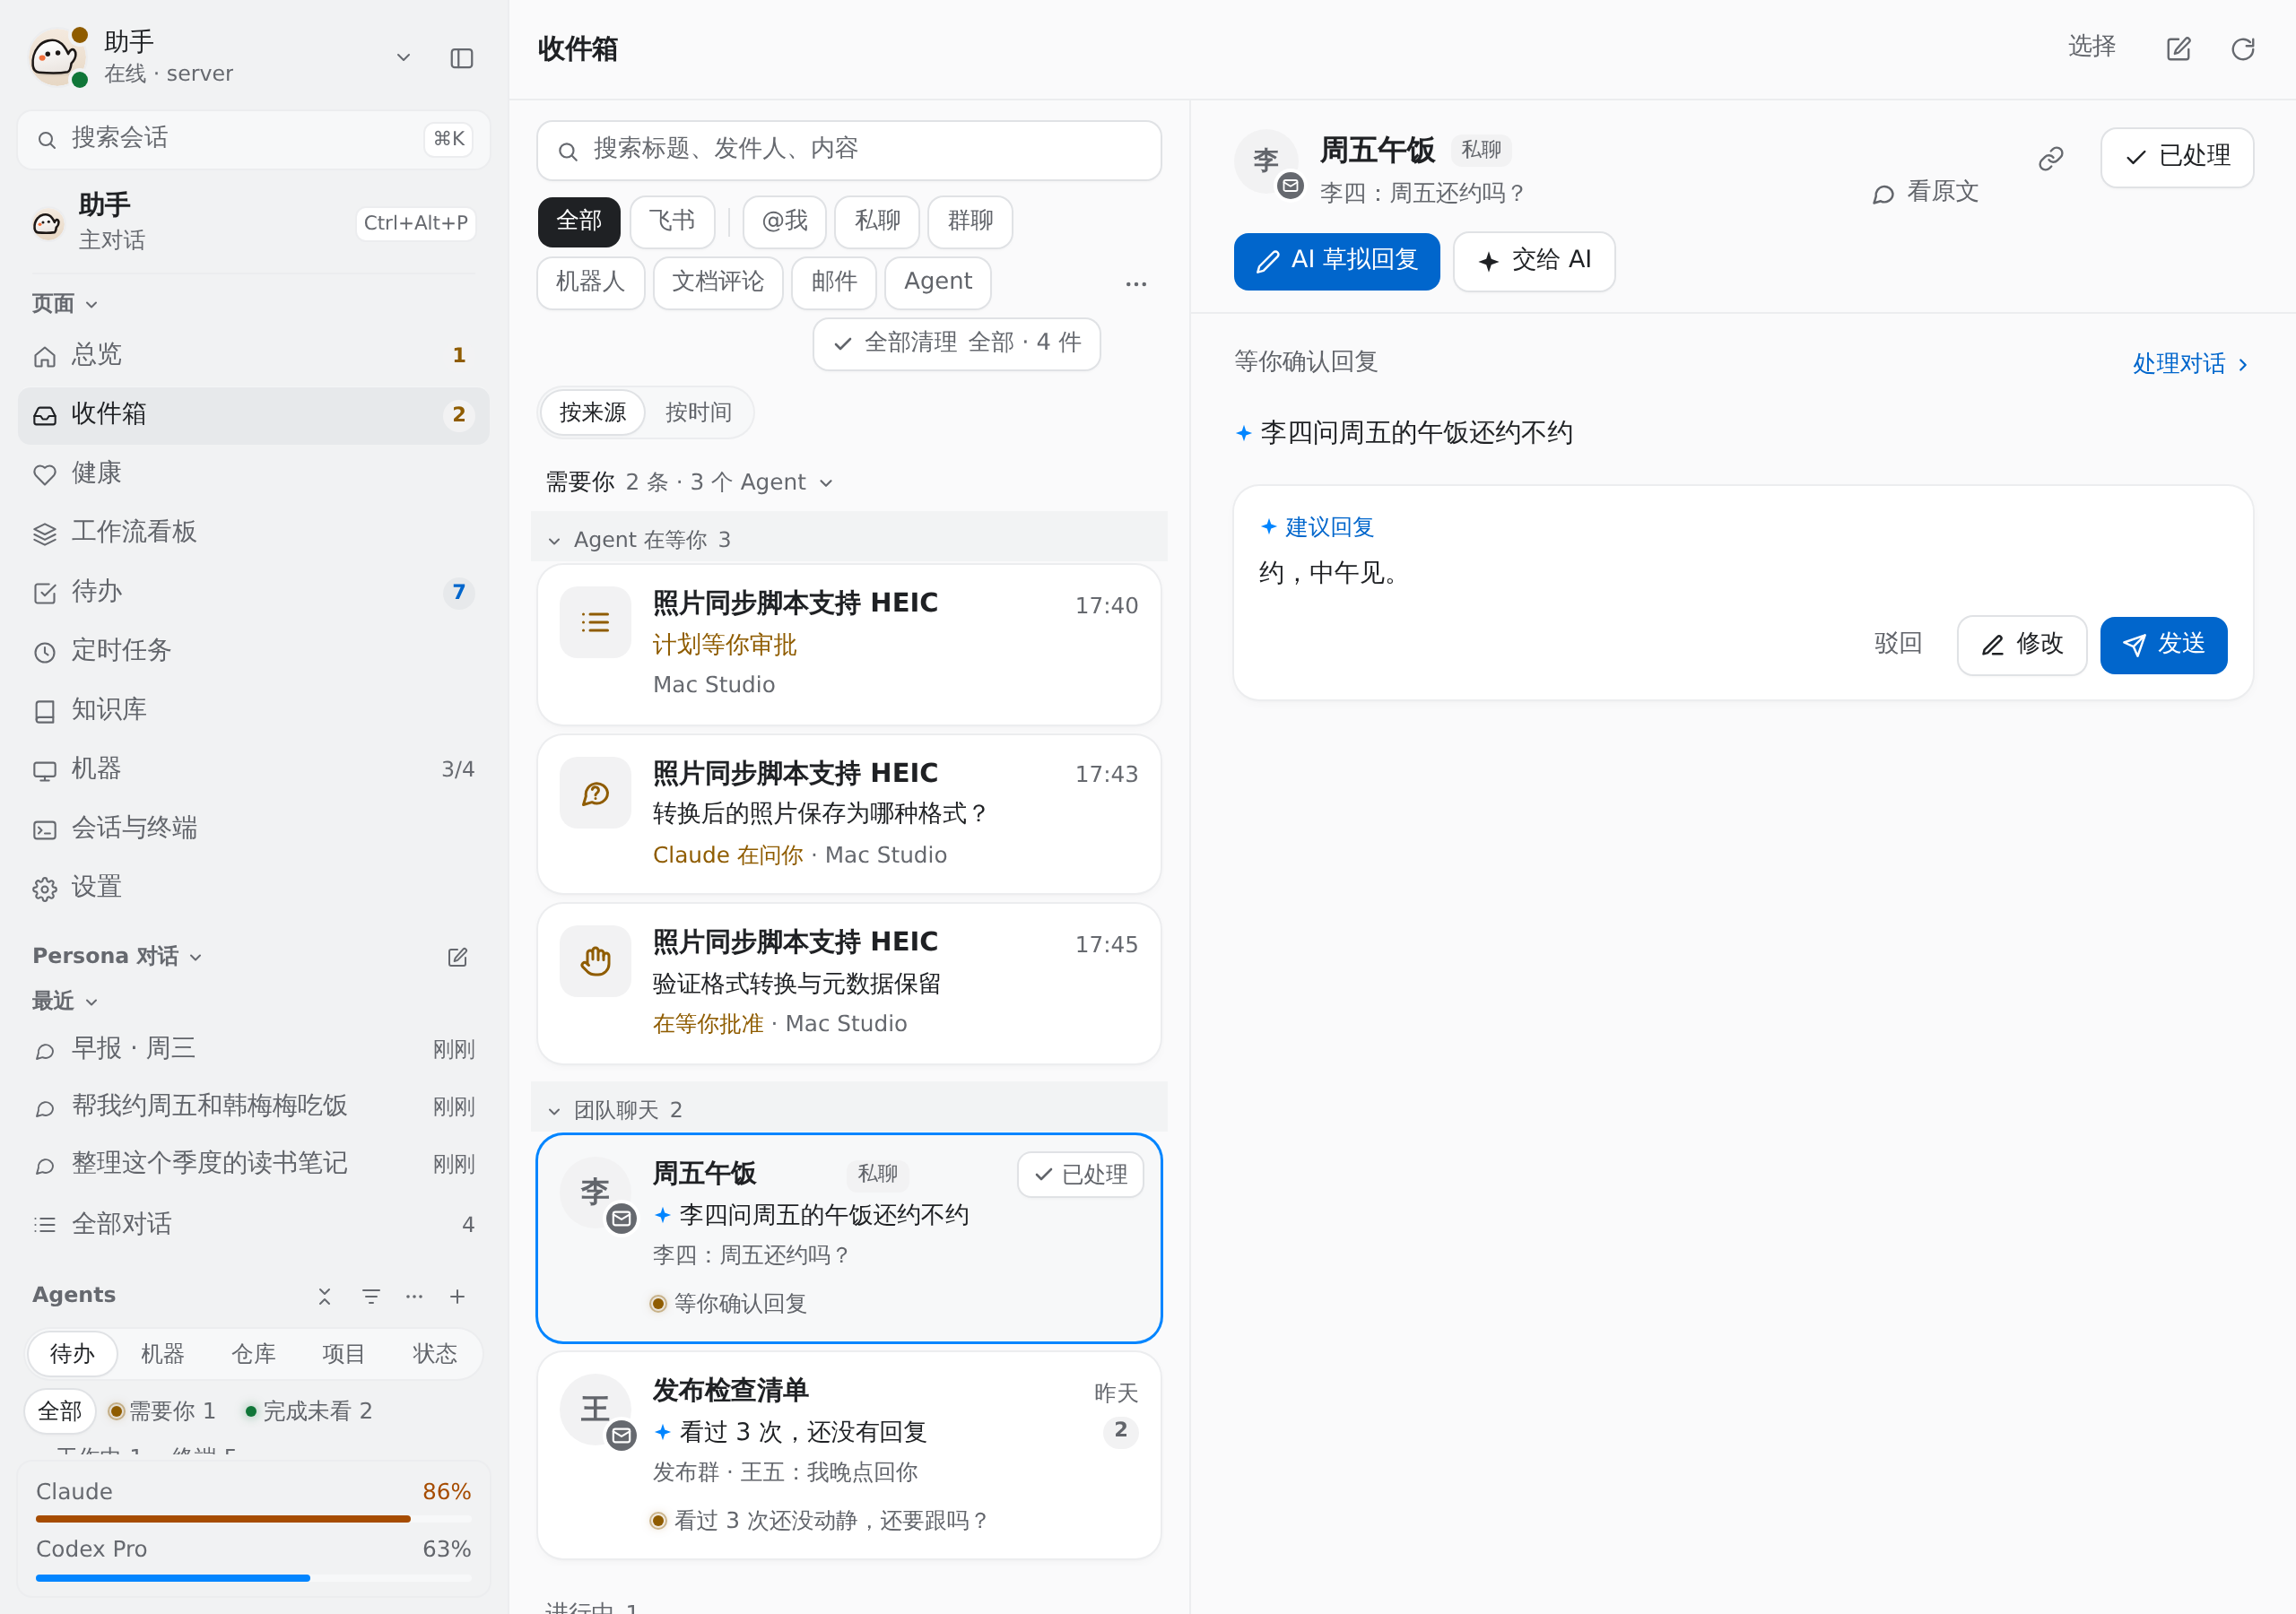 助手
在线 · server
搜索会话 ⌘K
助手
主对话
Ctrl+Alt+P
页面
总览 1
收件箱 2
健康
工作流看板
待办 7
定时任务
知识库
机器 3/4
会话与终端
设置
Persona 对话
最近
早报 · 周三 刚刚
帮我约周五和韩梅梅吃饭 刚刚
整理这个季度的读书笔记 刚刚
全部对话 4
Agents
待办 机器 仓库 项目 状态
全部 需要你 1 完成未看 2
工作中 1 终端 5
Claude 86%
Codex Pro 63%
收件箱
选择
搜索标题、发件人、内容
全部 飞书 @我 私聊 群聊
机器人 文档评论 邮件 Agent
全部清理 全部 · 4 件
按来源 按时间
需要你 2 条 · 3 个 Agent
Agent 在等你 3
照片同步脚本支持 HEIC 17:40
计划等你审批
Mac Studio
照片同步脚本支持 HEIC 17:43
转换后的照片保存为哪种格式？
Claude 在问你 · Mac Studio
照片同步脚本支持 HEIC 17:45
验证格式转换与元数据保留
在等你批准 · Mac Studio
团队聊天 2
李
周五午饭 私聊 已处理
李四问周五的午饭还约不约
李四：周五还约吗？
等你确认回复
王
发布检查清单 昨天
看过 3 次，还没有回复 2
发布群 · 王五：我晚点回你
看过 3 次还没动静，还要跟吗？
进行中 1
李
周五午饭 私聊
李四：周五还约吗？
看原文
已处理
AI 草拟回复 交给 AI
等你确认回复 处理对话
李四问周五的午饭还约不约
建议回复
约，中午见。
驳回 修改 发送